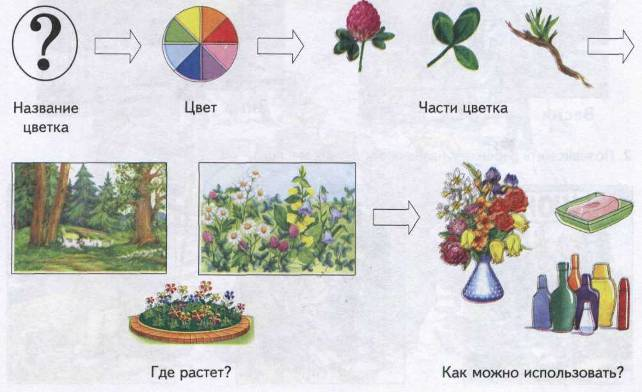 ?
Название
цветка
Цвет
Части цветка
Где растет?
Как можно использовать?